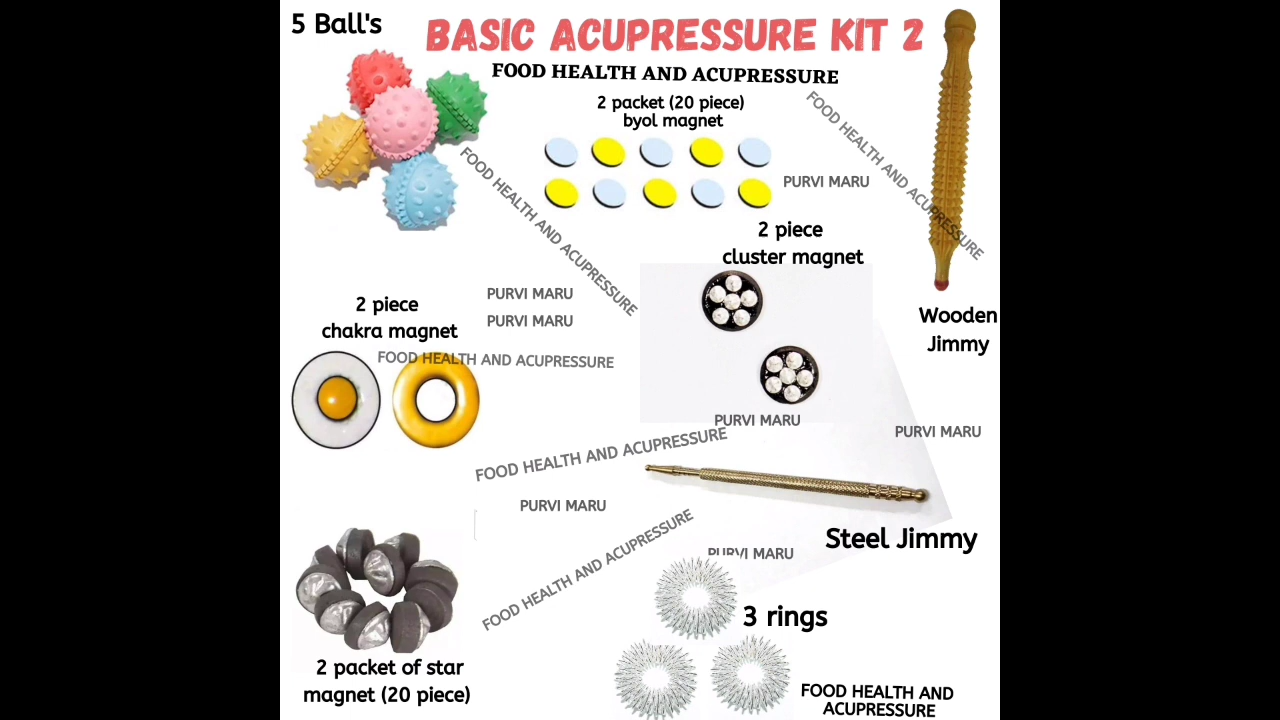 5 Ball's
BASIC ACUPRESSURE KIT 2
FOOD HEALTH AND ACUPRESSURE
2 packet (20 piece)
byol magnet
FOOD HEALTH AND ACUPRESSURE
FOOD HEALTH AND ACUPRESSURE
PURVI MARU
2 piece
cluster magnet
PURVI MARU
PURVI MARU
2 piece
chakra magnet
FOOD HEALTH AND ACUPRESSURE
Wooden
Jimmy
PURVI MARU
PURVI MARU
FOOD HEALTH AND ACUPRESSURE
PURVI MARU
FOOD HEALTH AND ACUPRESSURE
Steel Jimmy
PURVI MARU
3 rings
2 packet of star
magnet (20 piece)
FOOD HEALTH AND
ACUPRESSURE